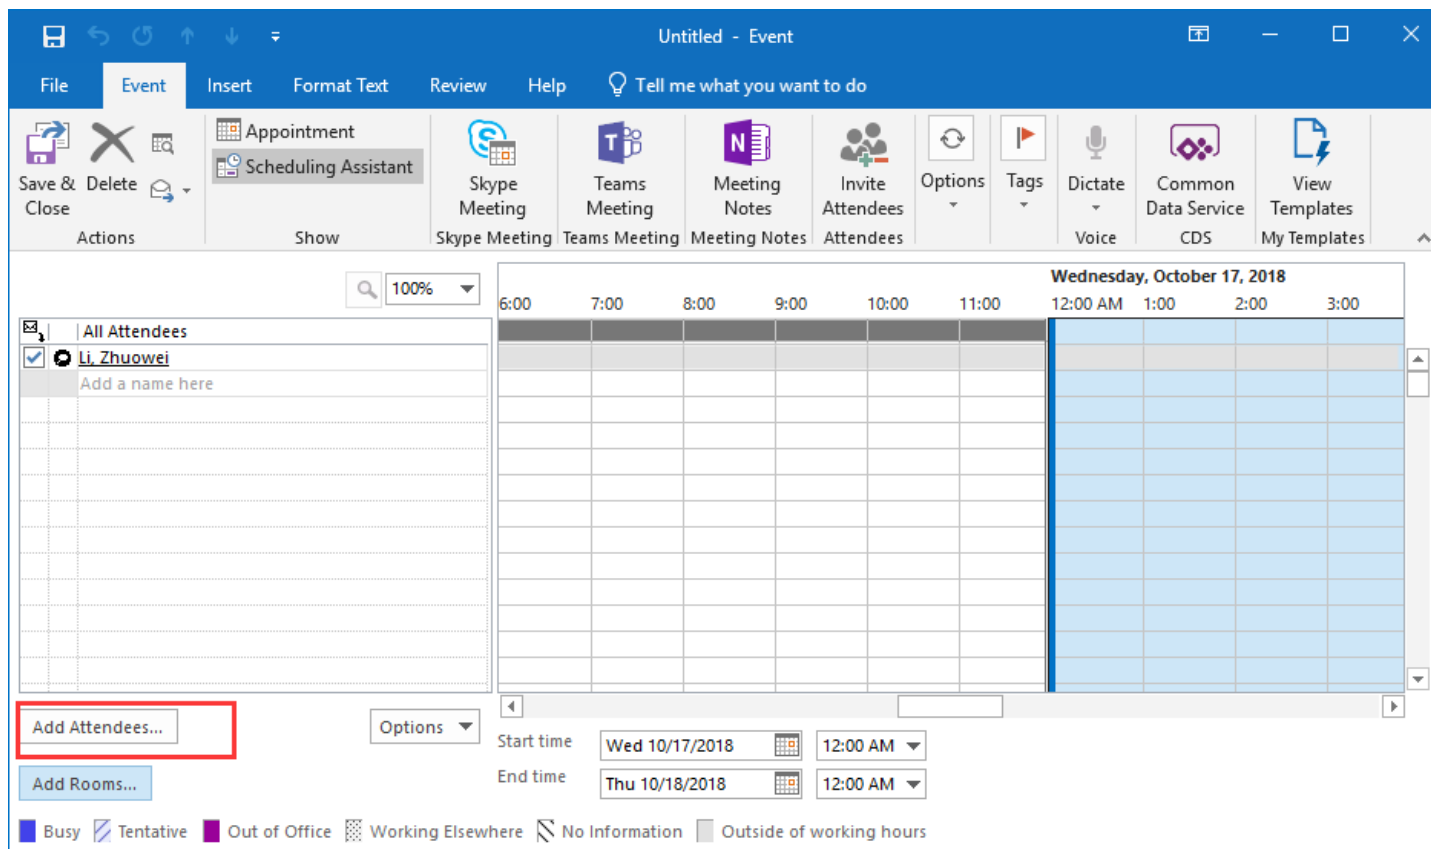 Untitled - Event
File Event Insert Format Text Review Help Tell me what you want to do
Save & Close
Delete
Actions
Appointment
Scheduling Assistant
Show
Skype Meeting
Skype Meeting
Teams Meeting
Teams Meeting
Meeting Notes
Meeting Notes
Invite Attendees
Attendees
Options
Tags
Dictate
Voice
Common Data Service
CDS
View Templates
My Templates
100%
Wednesday, October 17, 2018
6:00 7:00 8:00 9:00 10:00 11:00 12:00 AM 1:00 2:00 3:00
All Attendees
Li, Zhuowei
Add a name here
Add Attendees...
Options
Start time Wed 10/17/2018 12:00 AM
Add Rooms...
End time Thu 10/18/2018 12:00 AM
Busy Tentative Out of Office Working Elsewhere No Information Outside of working hours